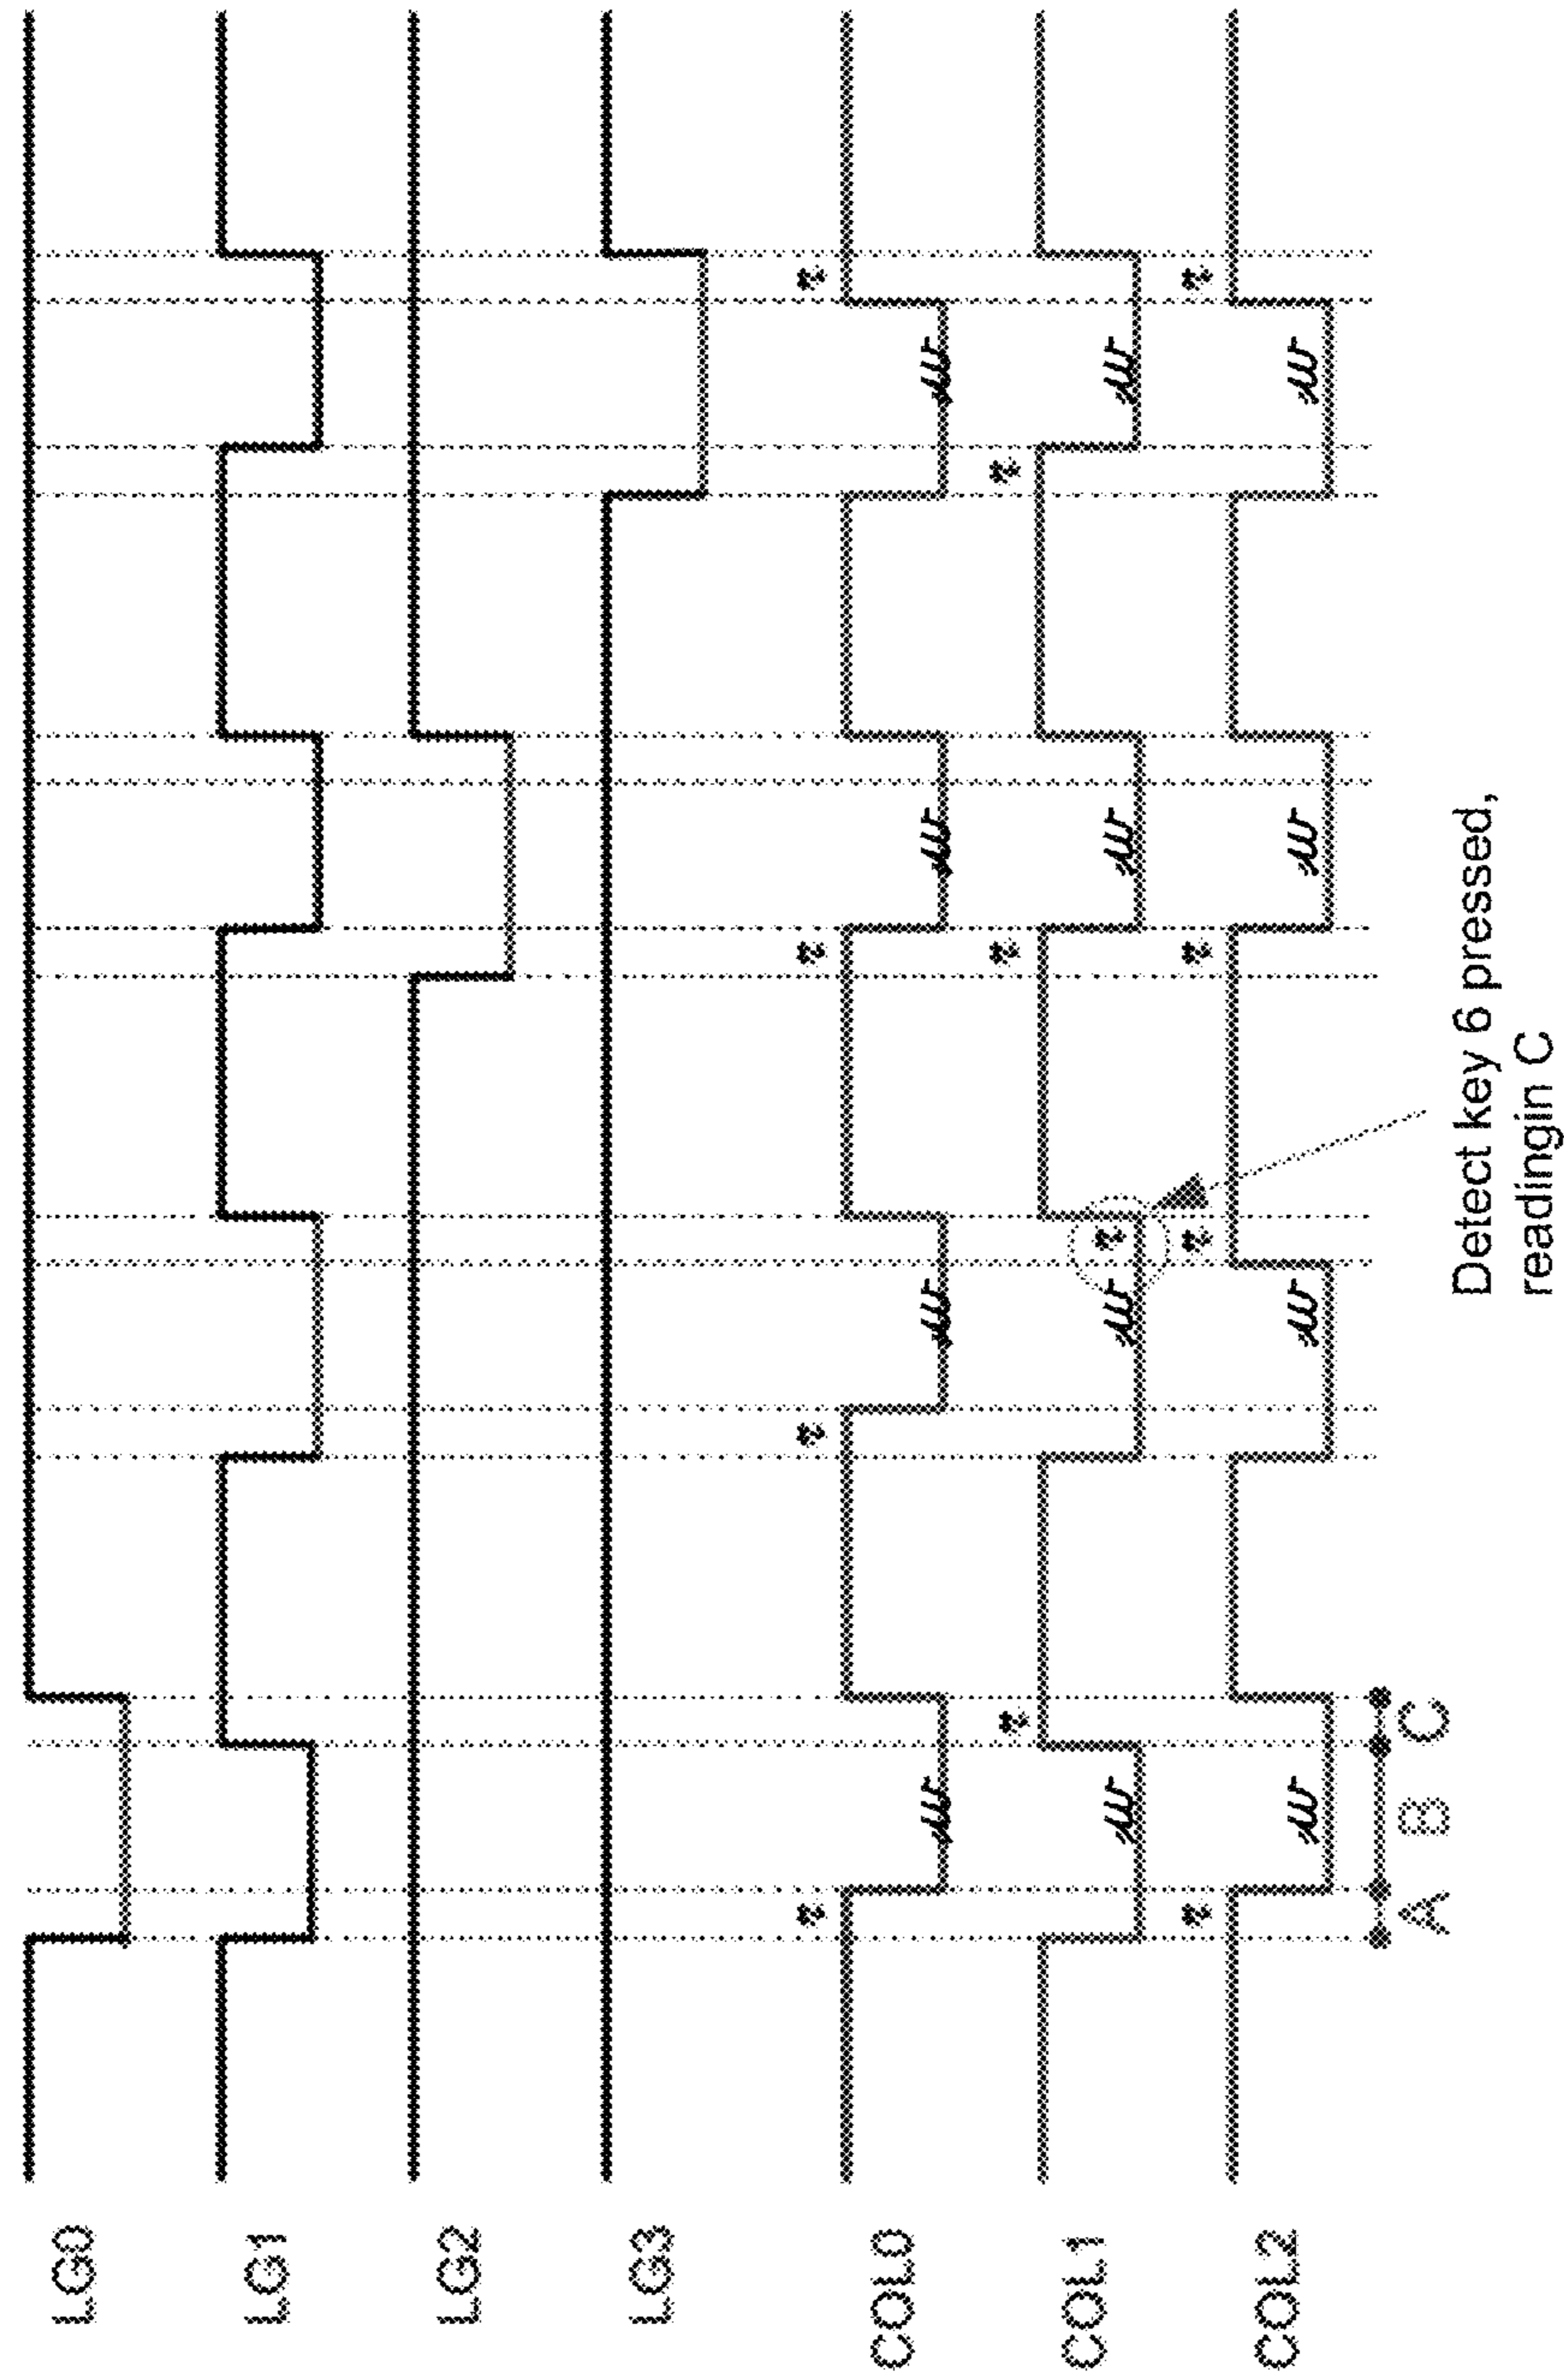 LG0
LG1
LG2
LG3
COL0
COL1
COL2
A B C
Detect key 6 pressed,
readingin C